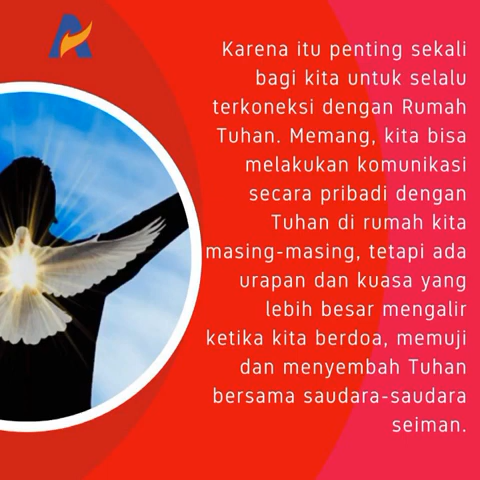 Karena itu penting sekali
bagi kita untuk selalu
terkoneksi dengan Rumah
Tuhan. Memang, kita bisa
melakukan komunikasi
secara pribadi dengan
Tuhan di rumah kita
masing-masing, tetapi ada
urapan dan kuasa yang
lebih besar mengalir
ketika kita berdoa, memuji
dan menyembah Tuhan
bersama saudara-saudara
seiman.